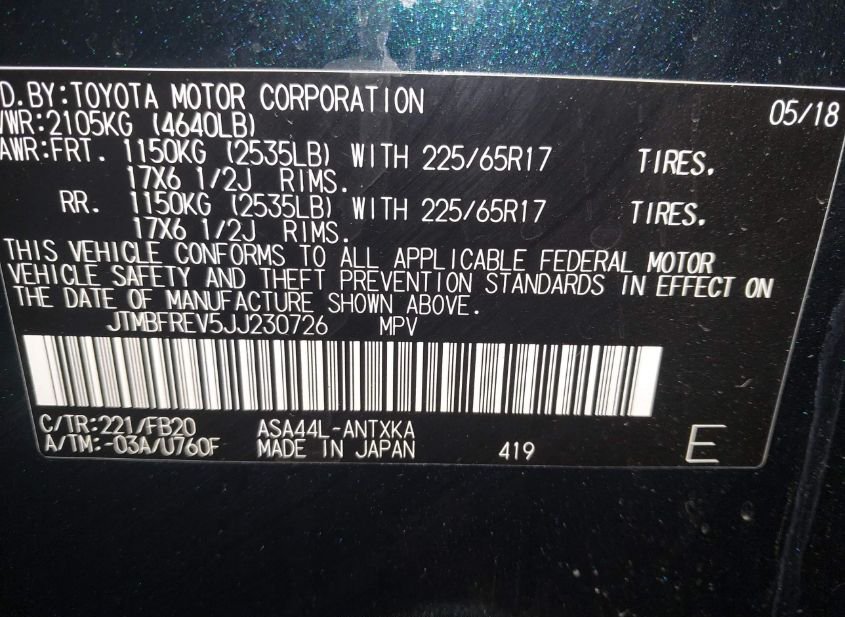 D. BY:TOYOTA MOTOR CORPORATION 05/18
WR:2105KG (4640LB)
AWR:FRT. 1150KG (2535LB) WITH 225/65R17 TIRES.
17X6 1/2J RIMS.
RR. 1150KG (2535LB) WITH 225/65R17 TIRES.
17X6 1/2J RIMS.
THIS VEHICLE CONFORMS TO ALL APPLICABLE FEDERAL MOTOR
VEHICLE SAFETY AND THEFT PREVENTION STANDARDS IN EFFECT ON
THE DATE OF MANUFACTURE SHOWN ABOVE.
JTMBFREV5JJ230726 MPV
C/TR:221/FB20 ASA44L-ANTXKA
A/TM:-03A/U760F MADE IN JAPAN 419 E